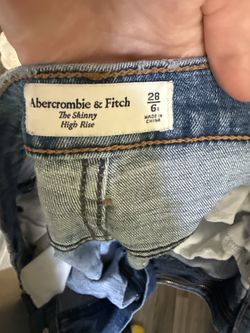 Abercrombie & Fitch
The Skinny
High Rise
28
6
MADE IN
CHINA